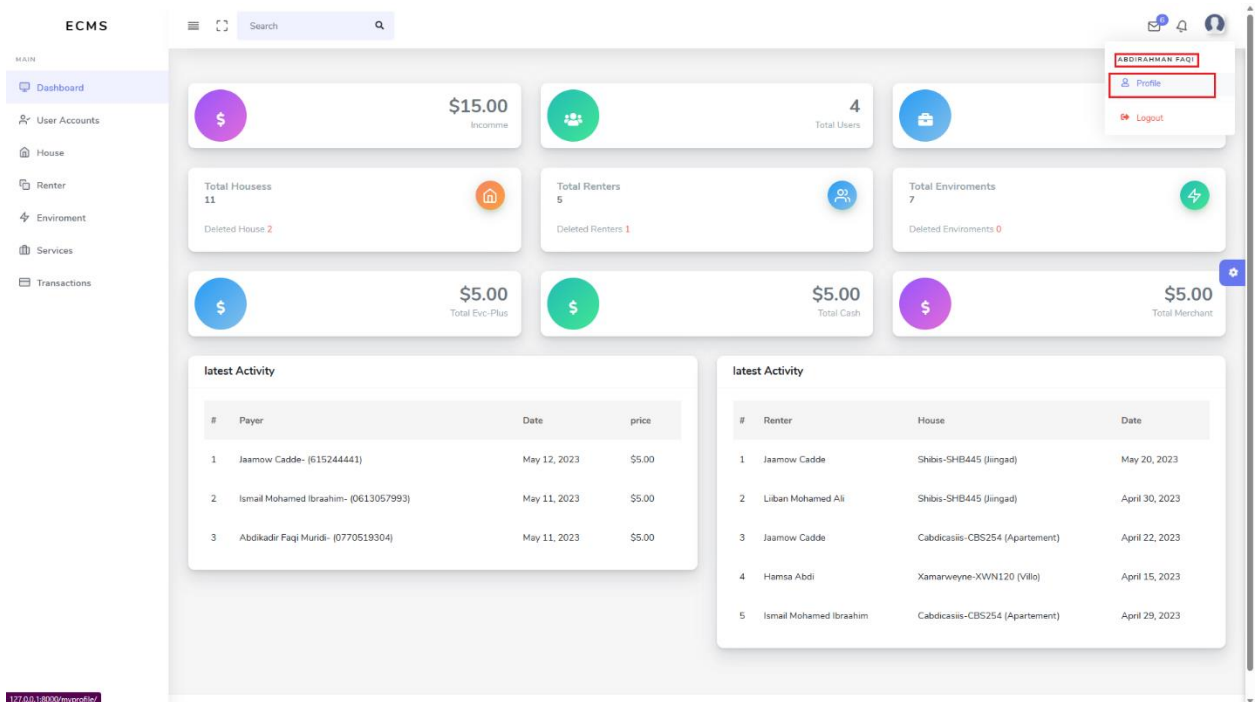 ECMS
Search
6
MAIN
ABDIRAHMAN FAQI
Profile
Logout
Dashboard
User Accounts
House
Renter
Enviroment
Services
Transactions
$15.00
Incomme
4
Total Users
Total Housess
11
Deleted House 2
Total Renters
5
Deleted Renters 1
Total Enviroments
7
Deleted Enviroments 0
$5.00
Total Evc-Plus
$5.00
Total Cash
$5.00
Total Merchant
latest Activity
# Payer Date price
1 Jaamow Cadde- (615244441) May 12, 2023 $5.00
2 Ismail Mohamed Ibraahim- (0613057993) May 11, 2023 $5.00
3 Abdikadir Faqi Muridi- (0770519304) May 11, 2023 $5.00
latest Activity
# Renter House Date
1 Jaamow Cadde Shibis-SHB445 (Jiingad) May 20, 2023
2 Liiban Mohamed Ali Shibis-SHB445 (Jiingad) April 30, 2023
3 Jaamow Cadde Cabdicasiis-CBS254 (Apartement) April 22, 2023
4 Hamsa Abdi Xamarweyne-XWN120 (Villo) April 15, 2023
5 Ismail Mohamed Ibraahim Cabdicasiis-CBS254 (Apartement) April 29, 2023
127.0.0.1:8000/myprofile/